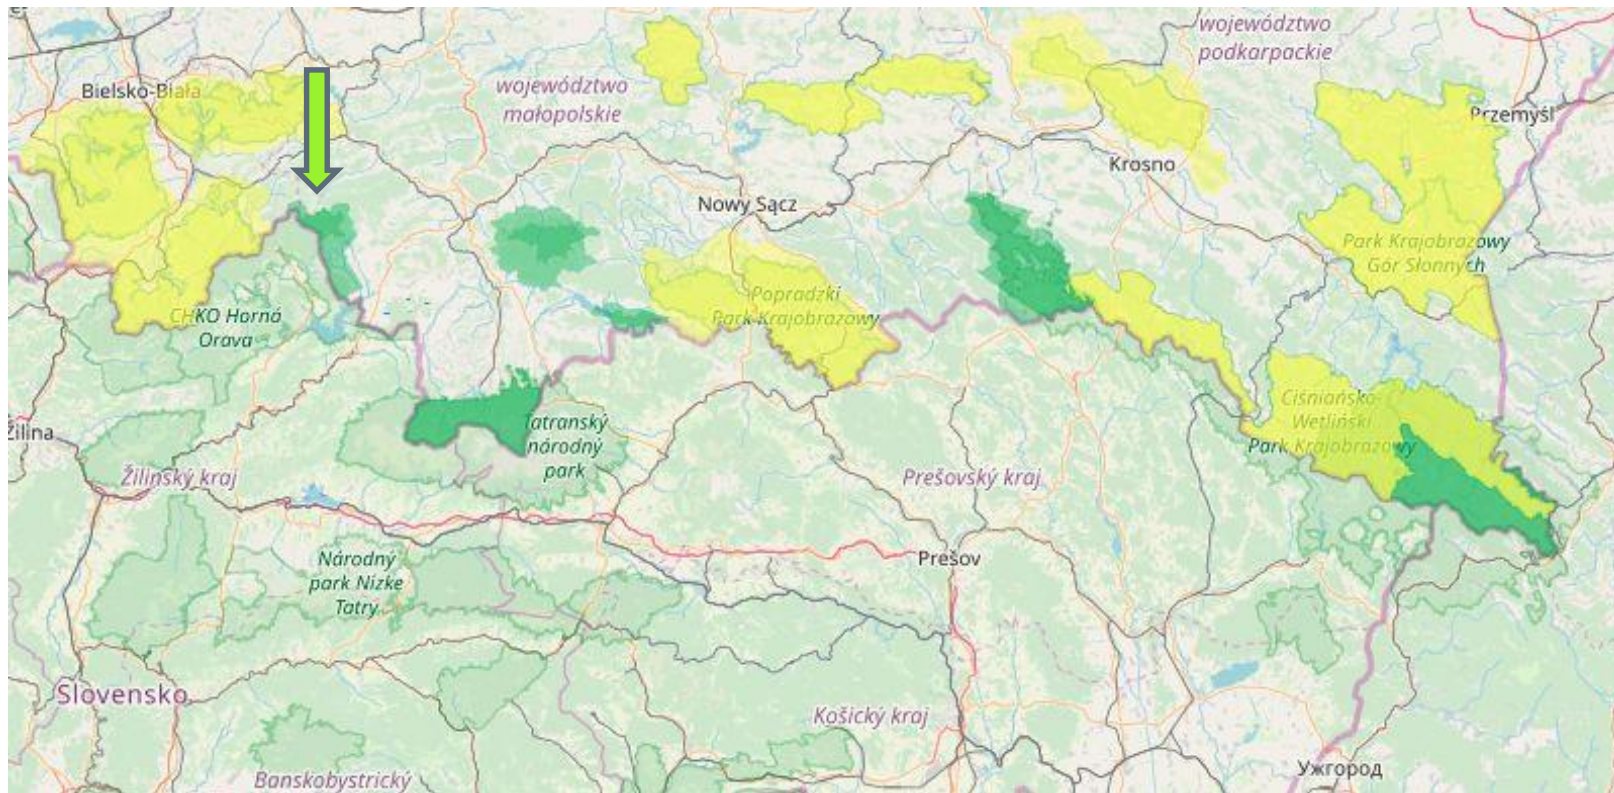 województwo
podkarpackie
Bielsko-Biała
województwo
małopolskie
Przemyśl
Krosno
Nowy Sącz
Park Krajobrazowy
Gór Słonnych
Popradzki
Park Krajobrazowy
CHKO Horná
Orava
Ciśniańsko-
Wetliński
Park Krajobrazowy
Tatranský
národný
park
Žilina
Žilinský kraj
Prešovský kraj
Národný
park Nízke
Tatry
Prešov
Slovensko
Košický kraj
Ужгород
Banskobystrický